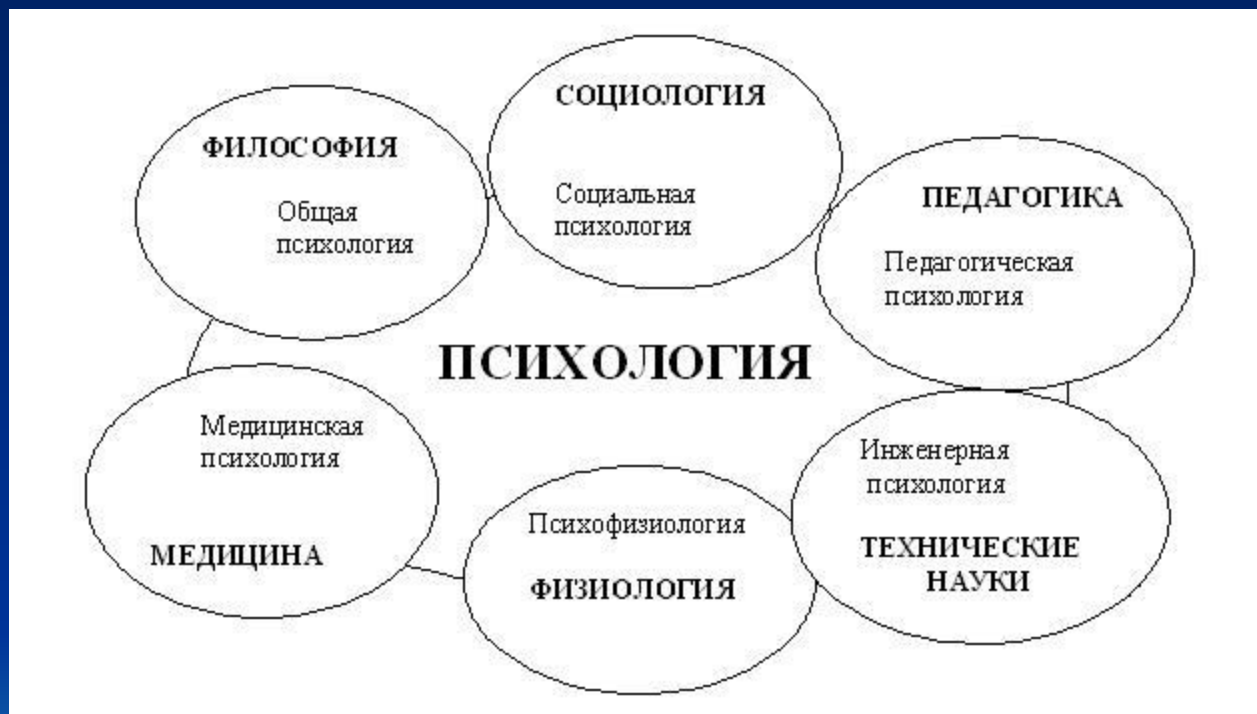 ФИЛОСОФИЯ
Общая
психология
СОЦИОЛОГИЯ
Социальная
психология
ПЕДАГОГИКА
Педагогическая
психология
ПСИХОЛОГИЯ
Медицинская
психология
МЕДИЦИНА
Психофизиология
ФИЗИОЛОГИЯ
Инженерная
психология
ТЕХНИЧЕСКИЕ
НАУКИ